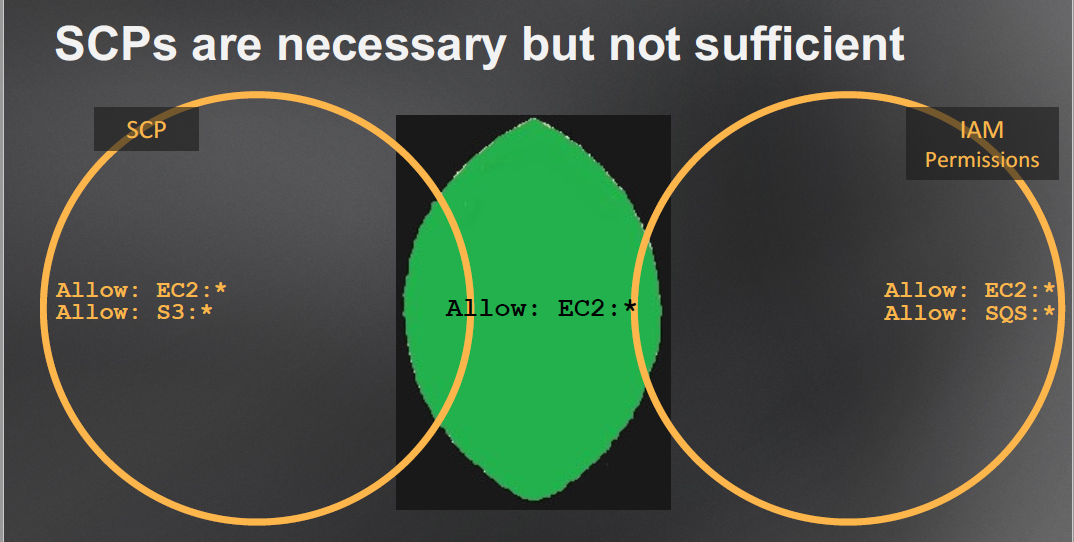 SCPs are necessary but not sufficient
SCP
IAM
Permissions
Allow: EC2:*
Allow: S3:*
Allow: EC2:*
Allow: EC2:*
Allow: SQS:*